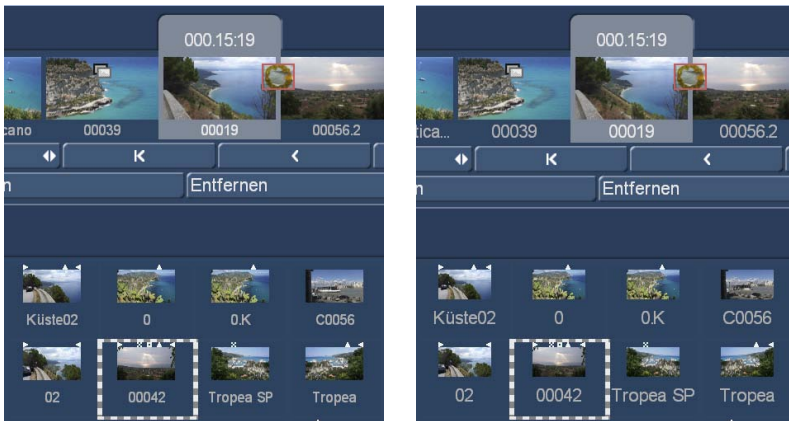 000.15:19
cano 00039 00019 00056.2
Entfernen
Küste02 0 0.K C0056
02 00042 Tropea SP Tropea
000.15:19
tica... 00039 00019 00056.2
Entfernen
Küste02 0 0.K C0056
02 00042 Tropea SP Tropea